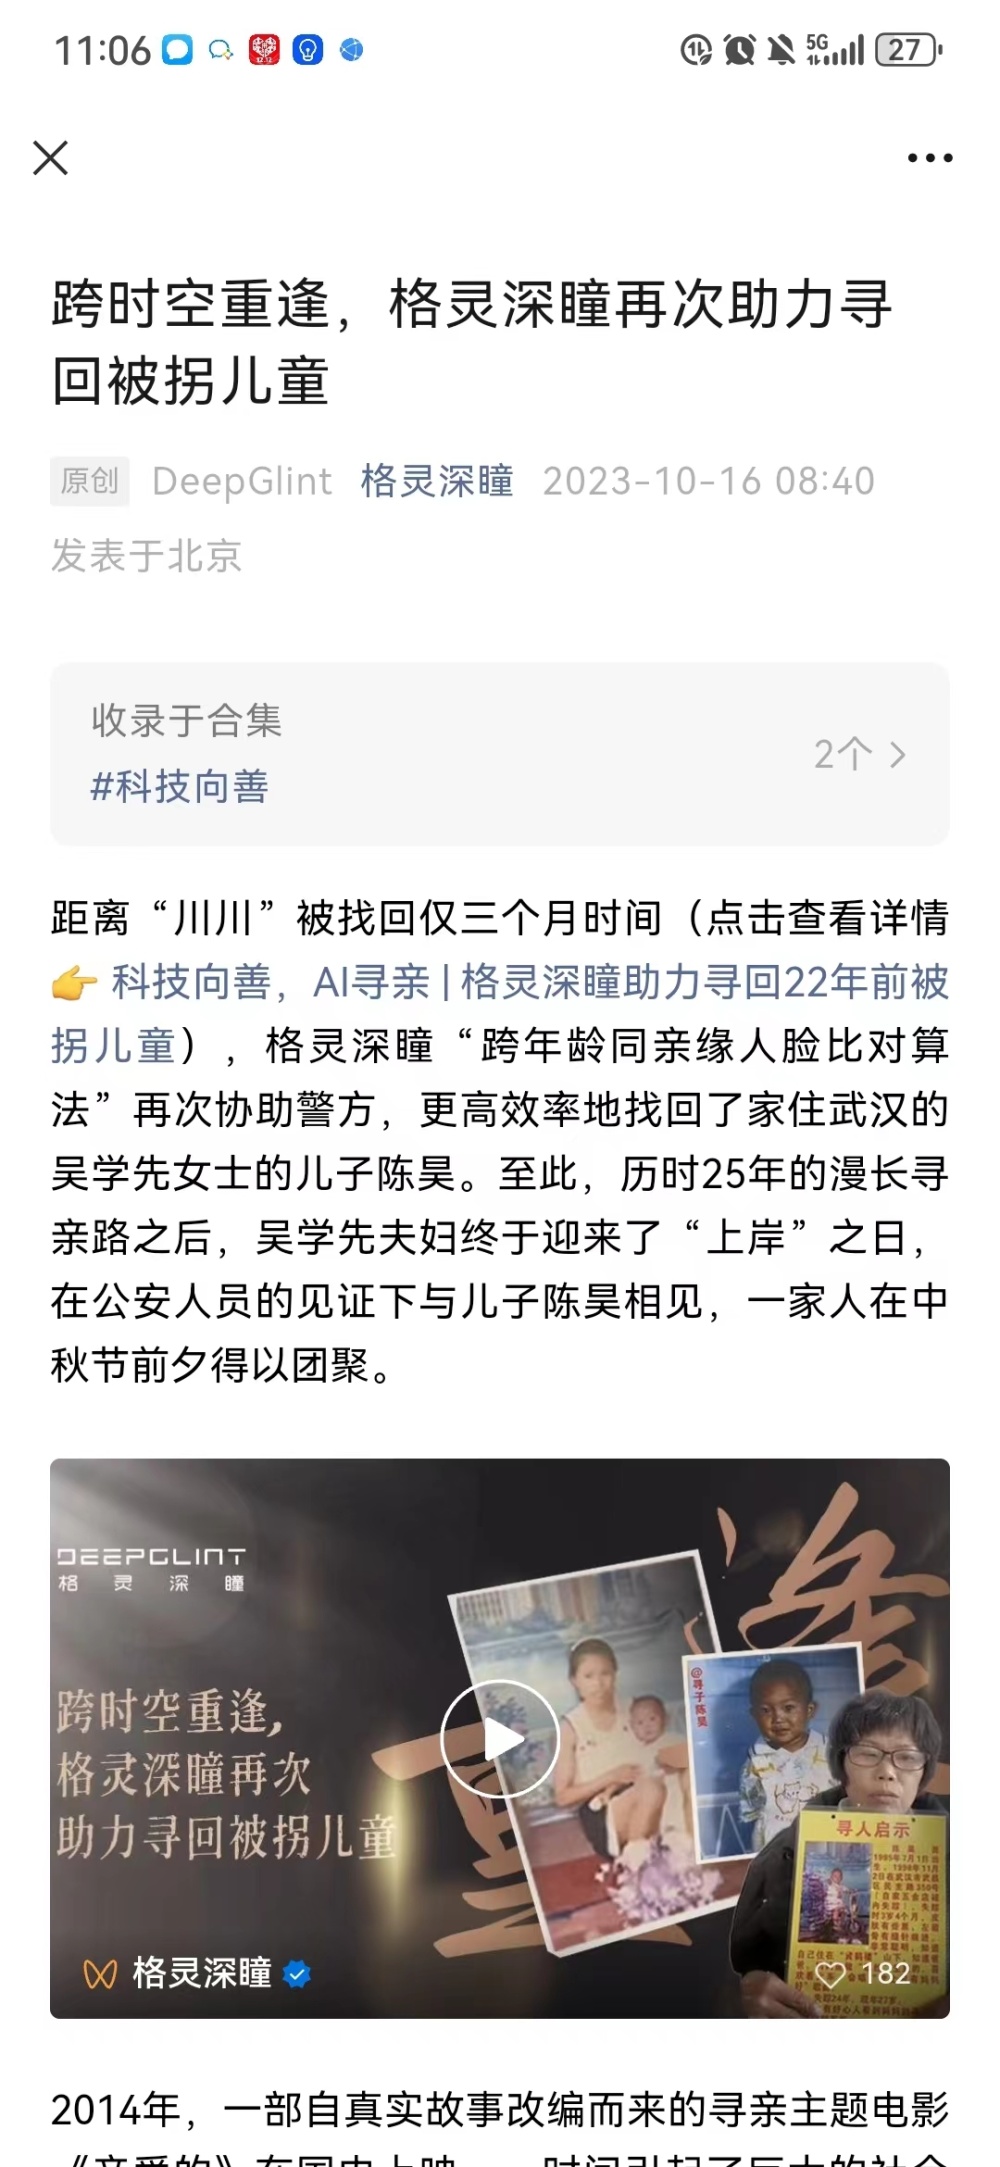 11:06
5G
27
跨时空重逢，格灵深瞳再次助力寻
回被拐儿童
原创 DeepGlint 格灵深瞳 2023-10-16 08:40
发表于北京
收录于合集
#科技向善
2个
距离“川川”被找回仅三个月时间（点击查看详情
👉 科技向善，AI寻亲 | 格灵深瞳助力寻回22年前被
拐儿童），格灵深瞳“跨年龄同亲缘人脸比对算
法”再次协助警方，更高效率地找回了家住武汉的
吴学先女士的儿子陈昊。至此，历时25年的漫长寻
亲路之后，吴学先夫妇终于迎来了“上岸”之日，
在公安人员的见证下与儿子陈昊相见，一家人在中
秋节前夕得以团聚。
DEEPGLINT
格灵深瞳
重逢
跨时空重逢，
格灵深瞳再次
助力寻回被拐儿童
@寻子陈昊
寻人启示
格灵深瞳
182
2014年，一部自真实故事改编而来的寻亲主题电影